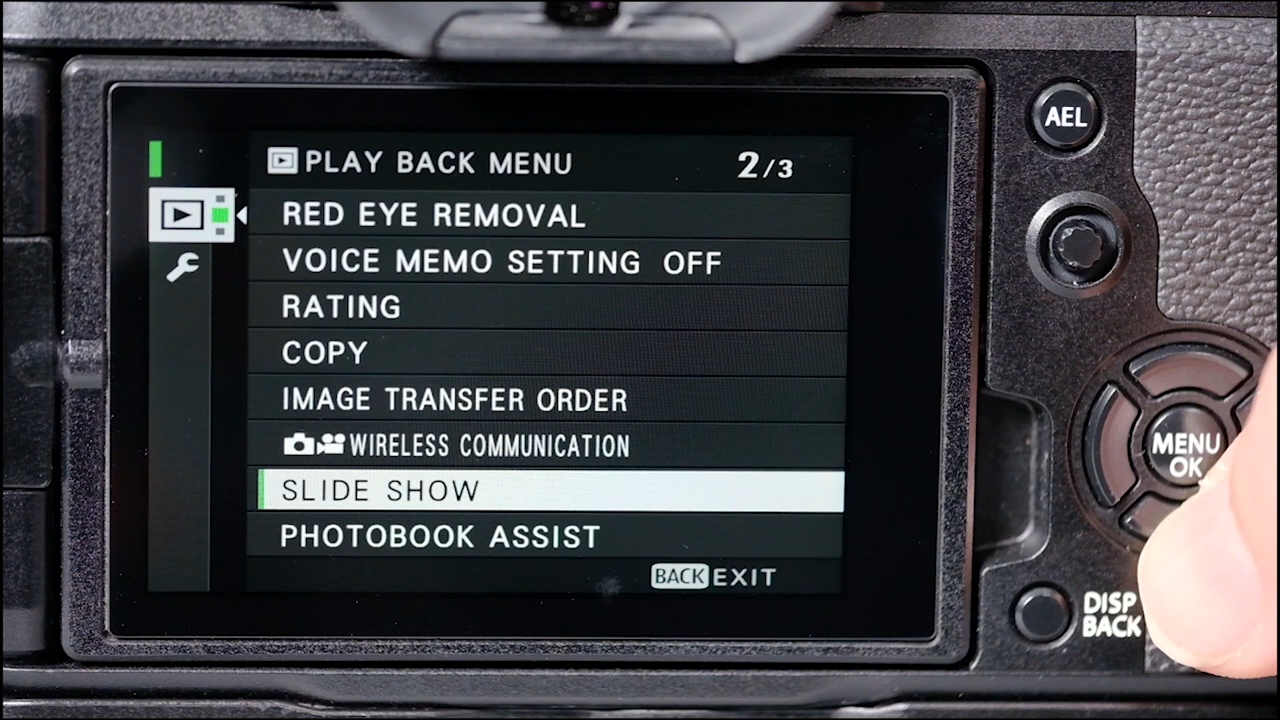 PLAY BACK MENU 2/3
RED EYE REMOVAL
VOICE MEMO SETTING OFF
RATING
COPY
IMAGE TRANSFER ORDER
WIRELESS COMMUNICATION
SLIDE SHOW
PHOTOBOOK ASSIST
BACK EXIT
AEL
MENU
OK
DISP
BACK